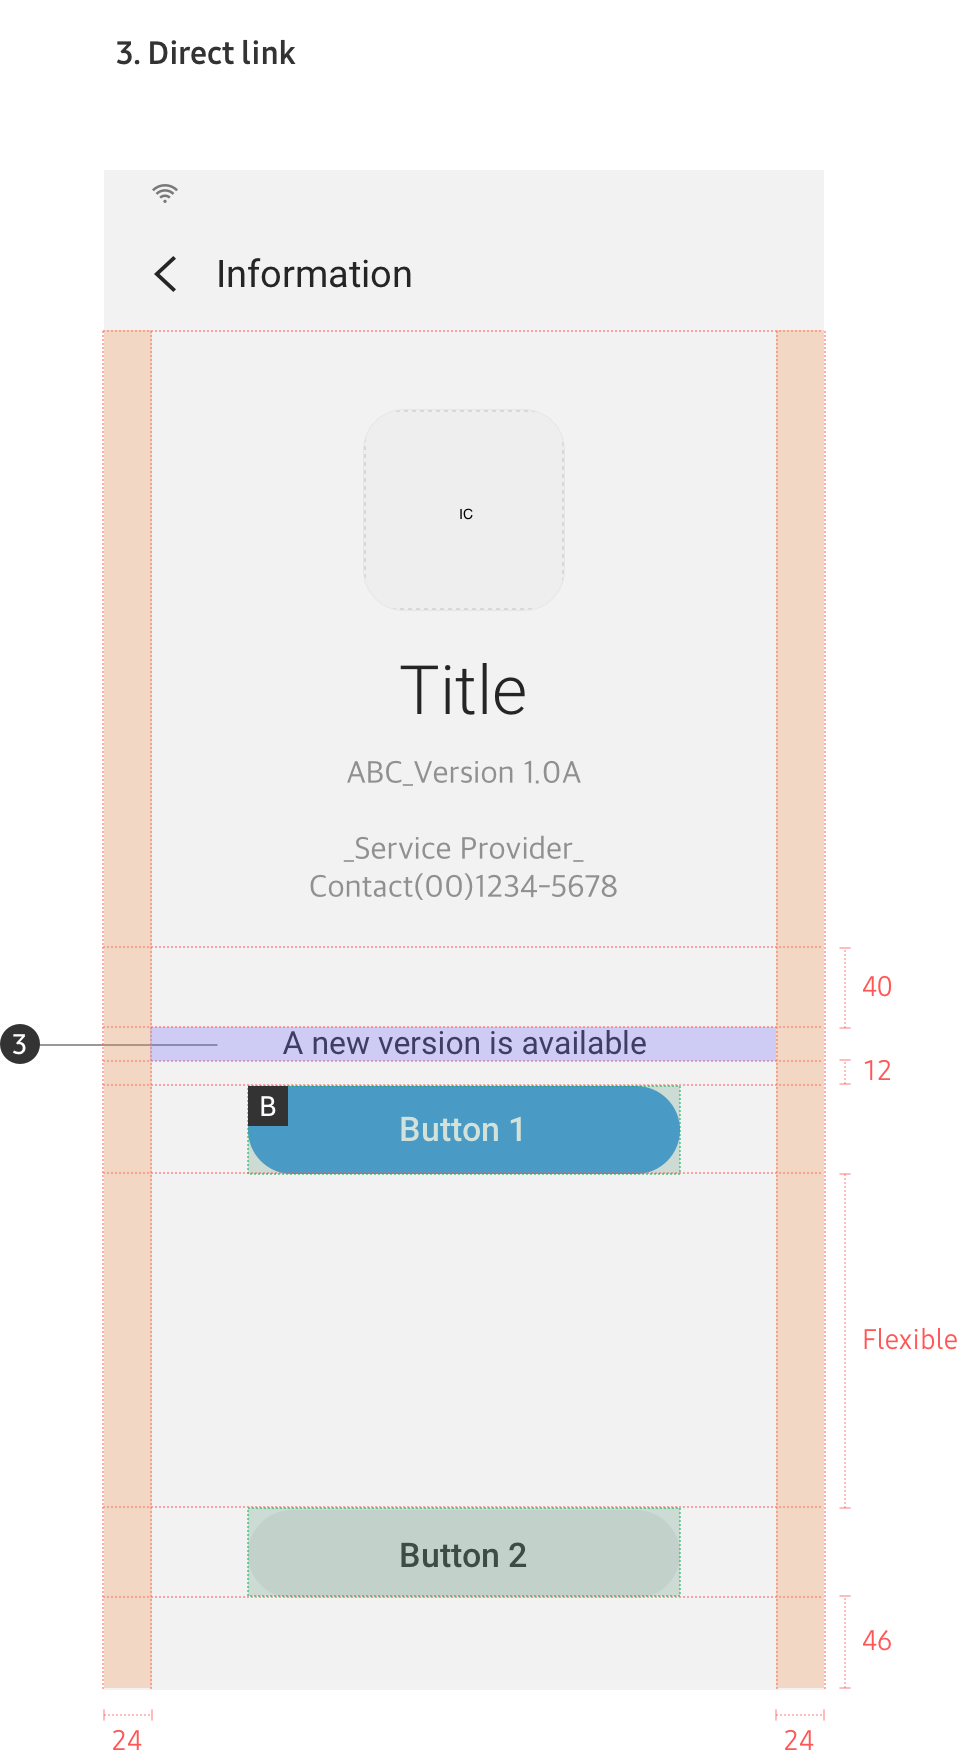 3. Direct link
Information
IC
Title
ABC_Version 1.0A
_Service Provider_
Contact(00)1234-5678
40
3
A new version is available
12
B
Button 1
Flexible
Button 2
46
24
24